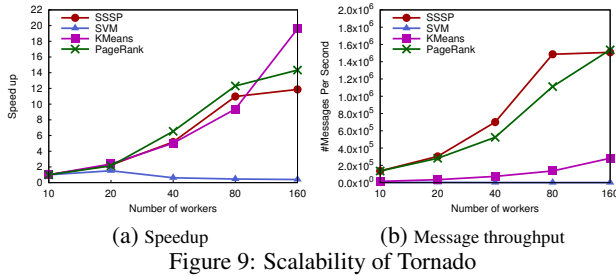 Speed up
22
20
18
16
14
12
10
8
6
4
2
0
SSSP
SVM
KMeans
PageRank
10 20 40 80 160
Number of workers
(a) Speedup
#Messages Per Second
2.0x10^6
1.8x10^6
1.6x10^6
1.4x10^6
1.2x10^6
1.0x10^6
8.0x10^5
6.0x10^5
4.0x10^5
2.0x10^5
0.0x10^0
SSSP
SVM
KMeans
PageRank
10 20 40 80 160
Number of workers
(b) Message throughput
Figure 9: Scalability of Tornado